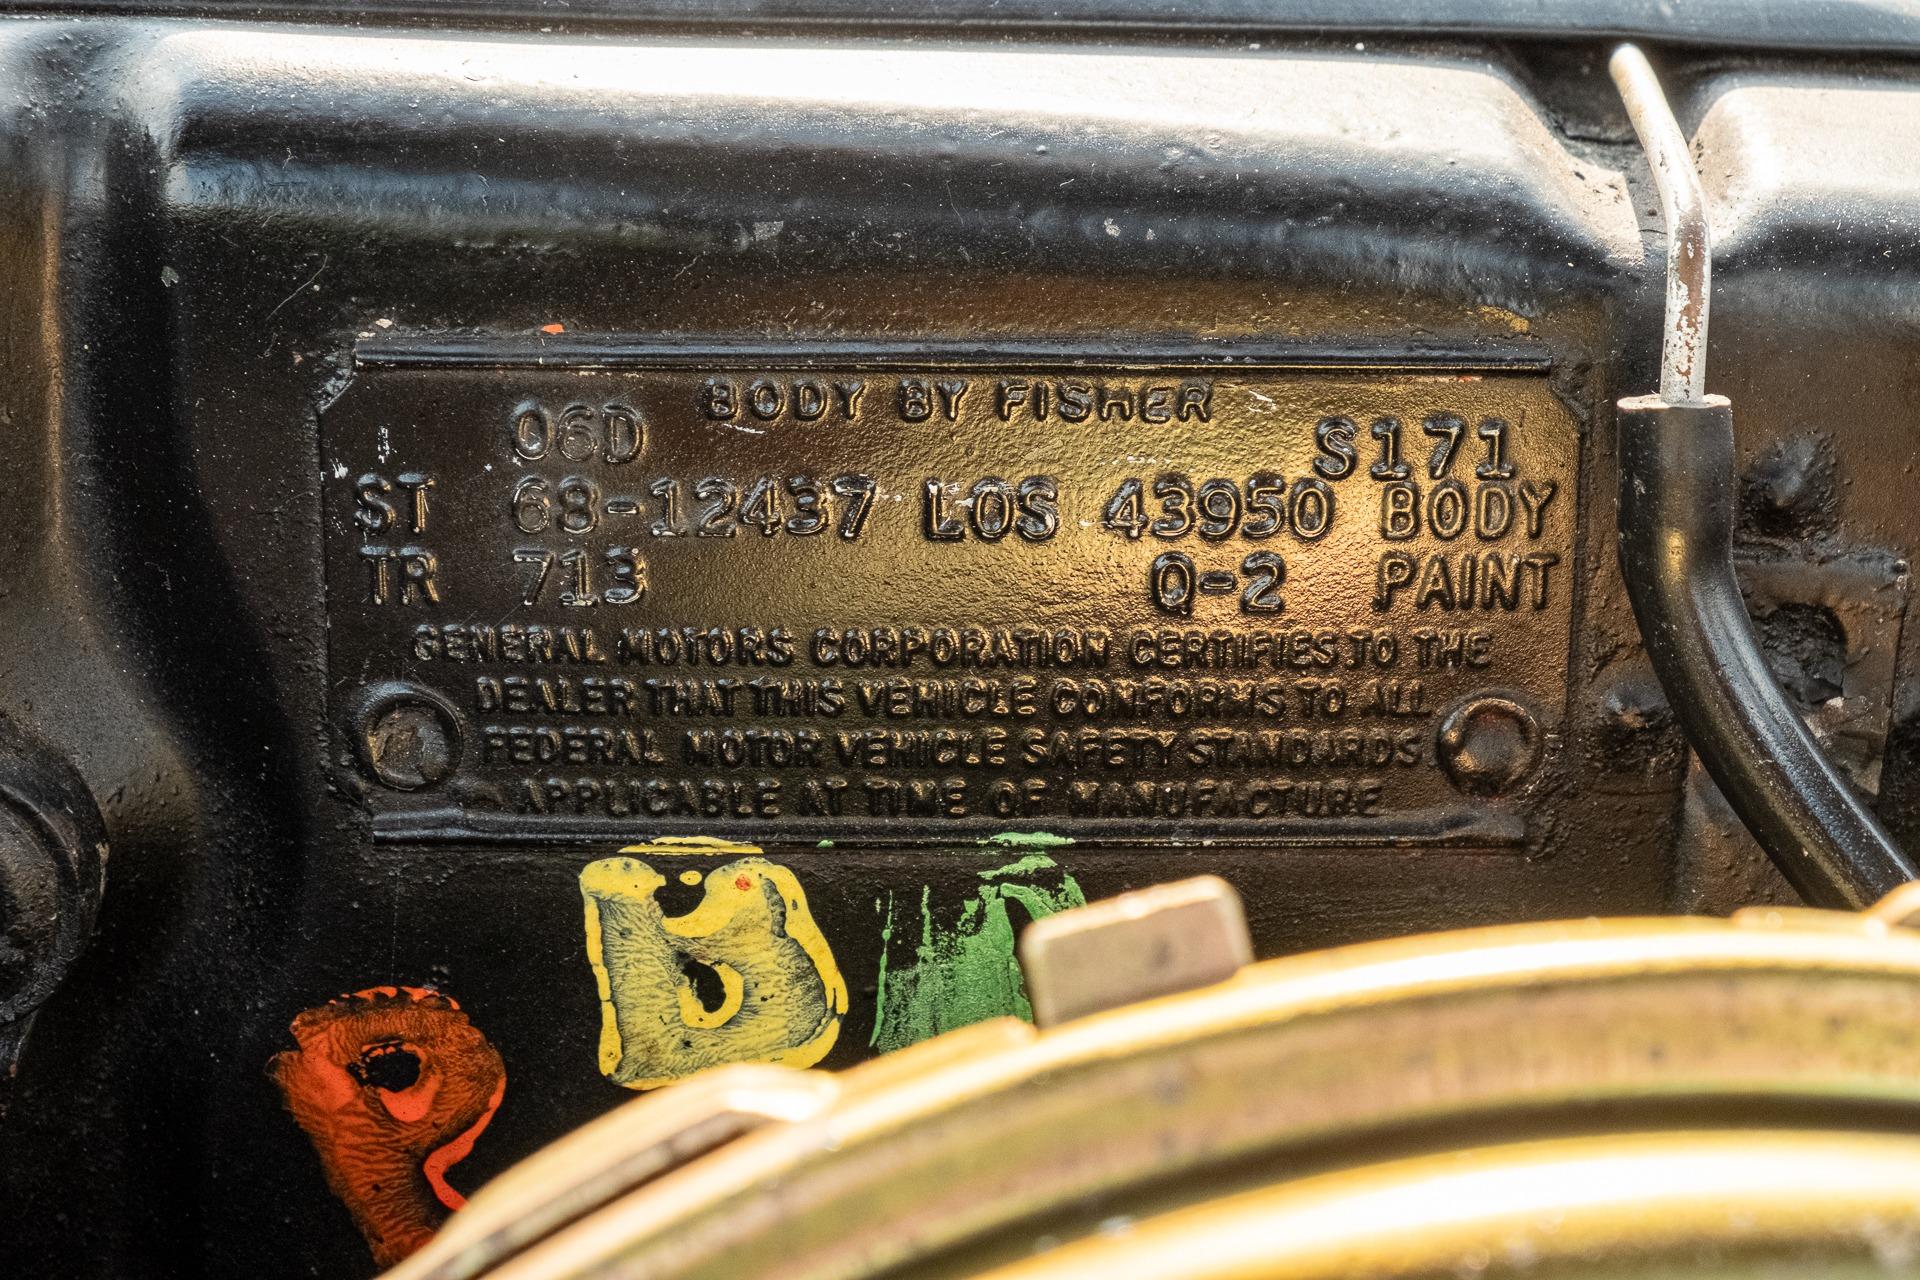 BODY BY FISHER
06D S171
ST 68-12437 LOS 43950 BODY
TR 713 Q-2 PAINT
GENERAL MOTORS CORPORATION CERTIFIES TO THE
DEALER THAT THIS VEHICLE CONFORMS TO ALL
FEDERAL MOTOR VEHICLE SAFETY STANDARDS
APPLICABLE AT TIME OF MANUFACTURE
B
R